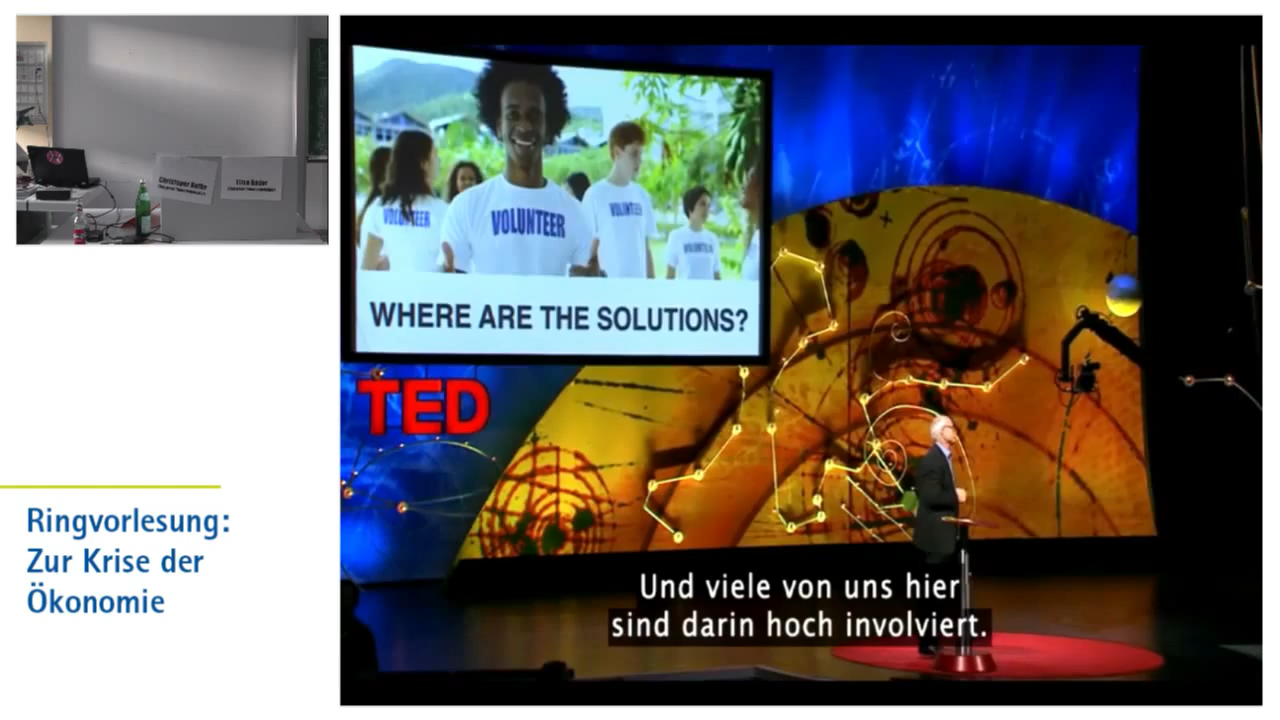 VOLUNTEER
VOLUNTEER
VOLUNTEER
VOLUNTEER
WHERE ARE THE SOLUTIONS?
TED
Ringvorlesung:
Zur Krise der
Ökonomie
Und viele von uns hier
sind darin hoch involviert.